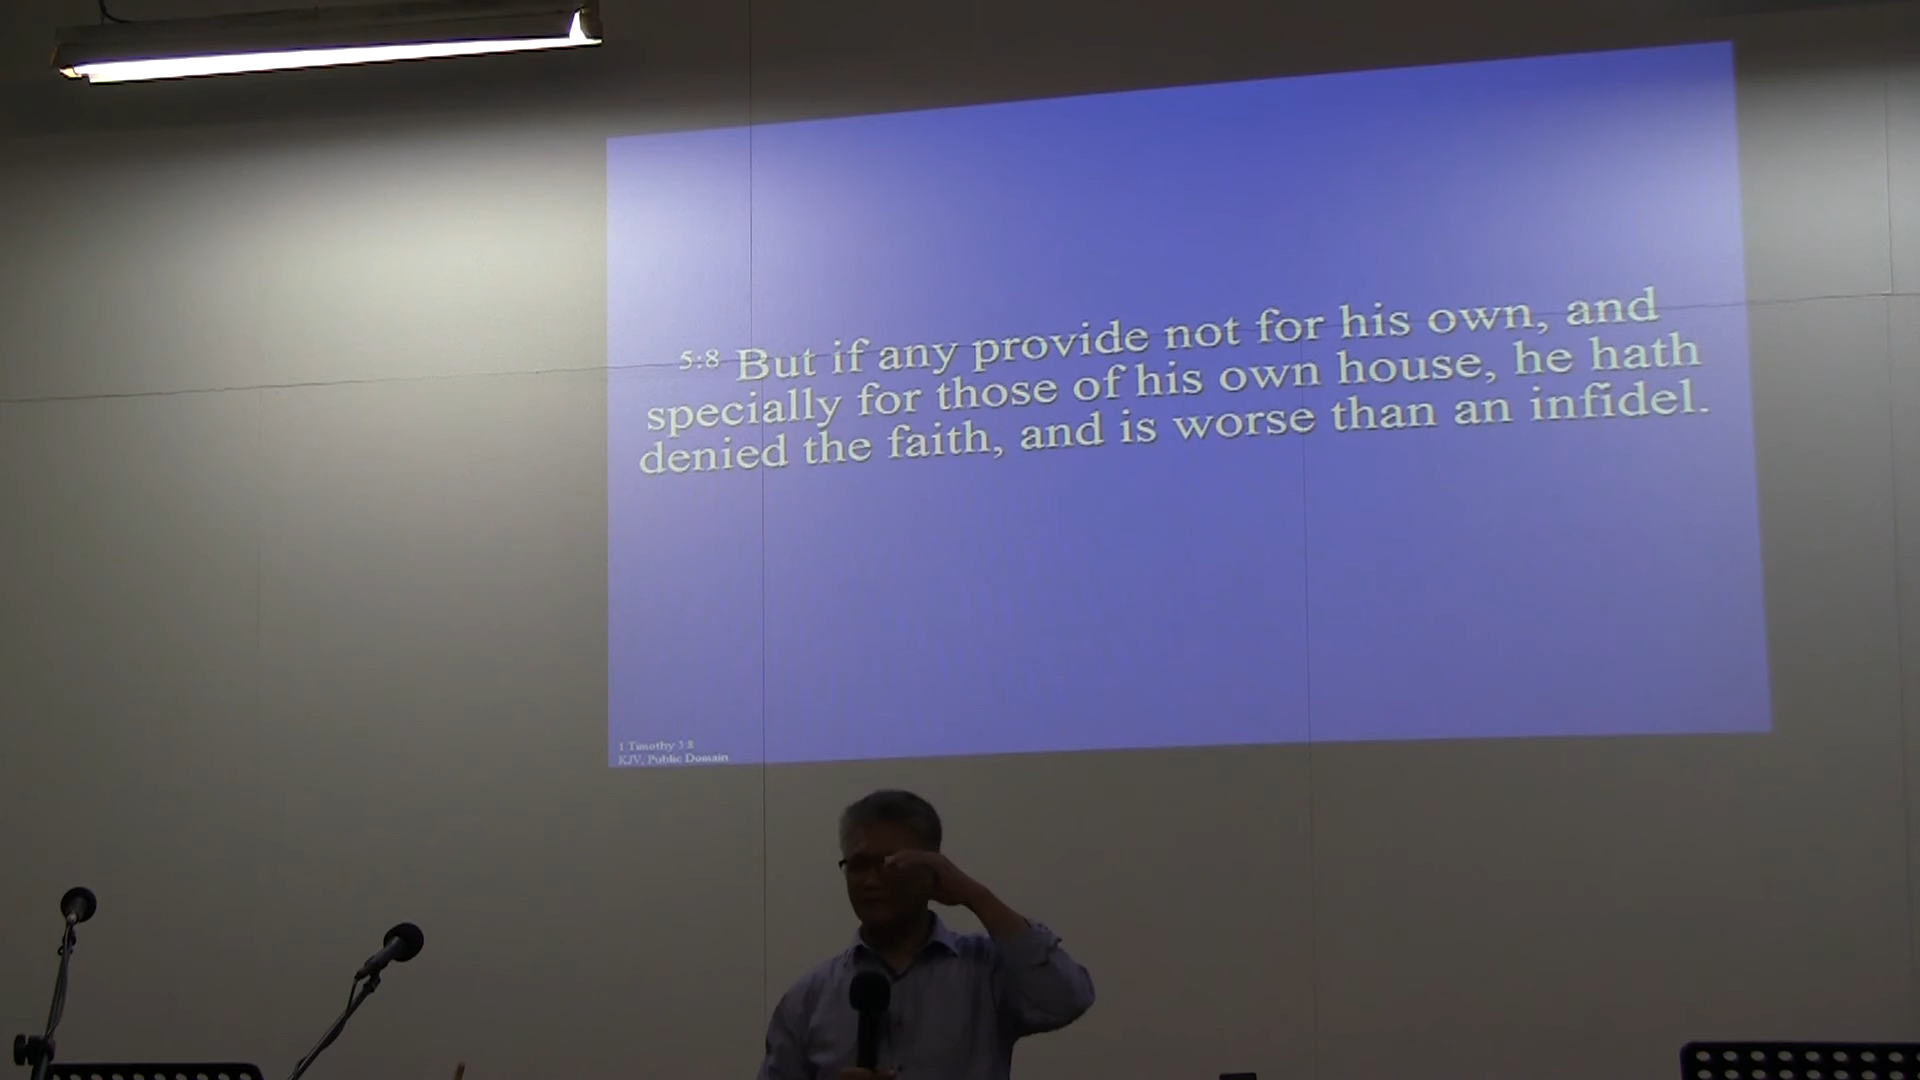 5:8 But if any provide not for his own, and
specially for those of his own house, he hath
denied the faith, and is worse than an infidel.
1 Timothy 5:8
KJV, Public Domain